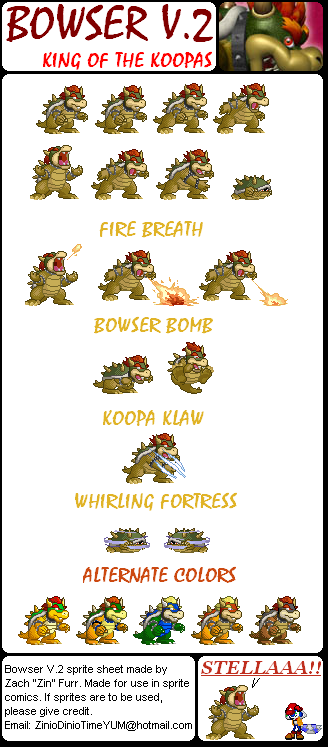 BOWSER V.2
KING OF THE KOOPAS
FIRE BREATH
BOWSER BOMB
KOOPA KLAW
WHIRLING FORTRESS
ALTERNATE COLORS
Bowser V.2 sprite sheet made by
Zach "Zin" Furr. Made for use in sprite
comics. If sprites are to be used,
please give credit.
Email: ZinioDinioTimeYUM@hotmail.com
STELLAAA!!